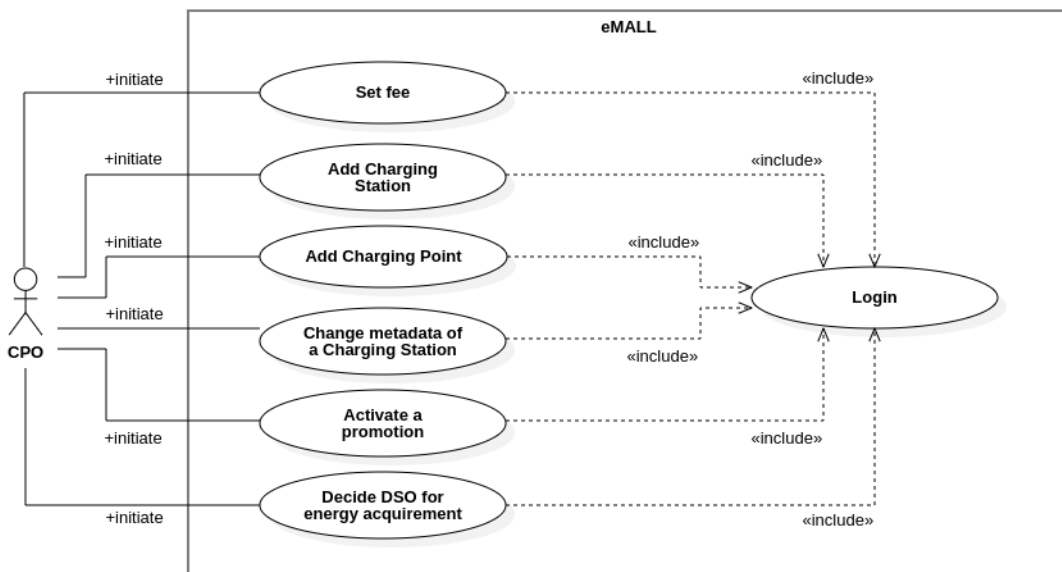 eMALL
+initiate
Set fee
«include»
+initiate
Add Charging
Station
«include»
+initiate
Add Charging Point
«include»
Login
+initiate
Change metadata of
a Charging Station
«include»
CPO
Activate a
promotion
+initiate
«include»
Decide DSO for
energy acquirement
+initiate
«include»